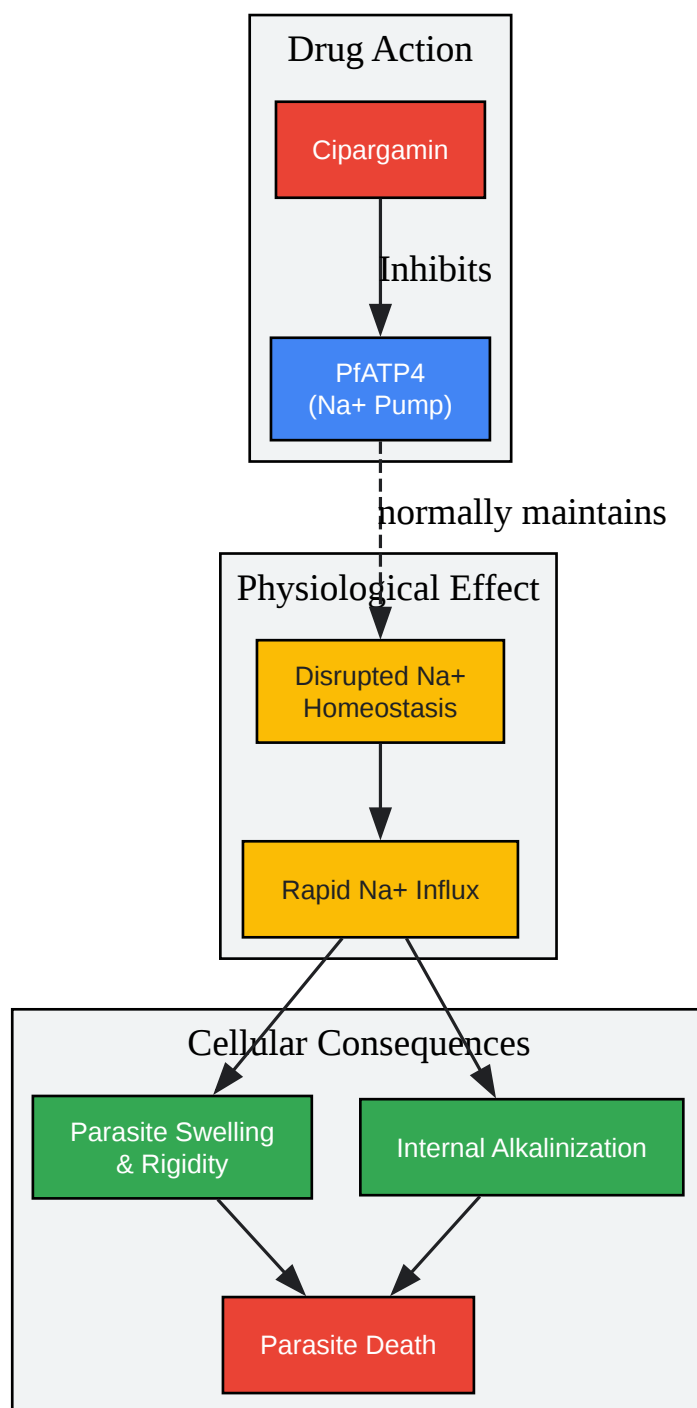 Drug Action
Cipargamin
Inhibits
PfATP4
(Na+ Pump)
normally maintains
Physiological Effect
Disrupted Na+
Homeostasis
Rapid Na+ Influx
Cellular Consequences
Parasite Swelling
& Rigidity
Internal Alkalinization
Parasite Death